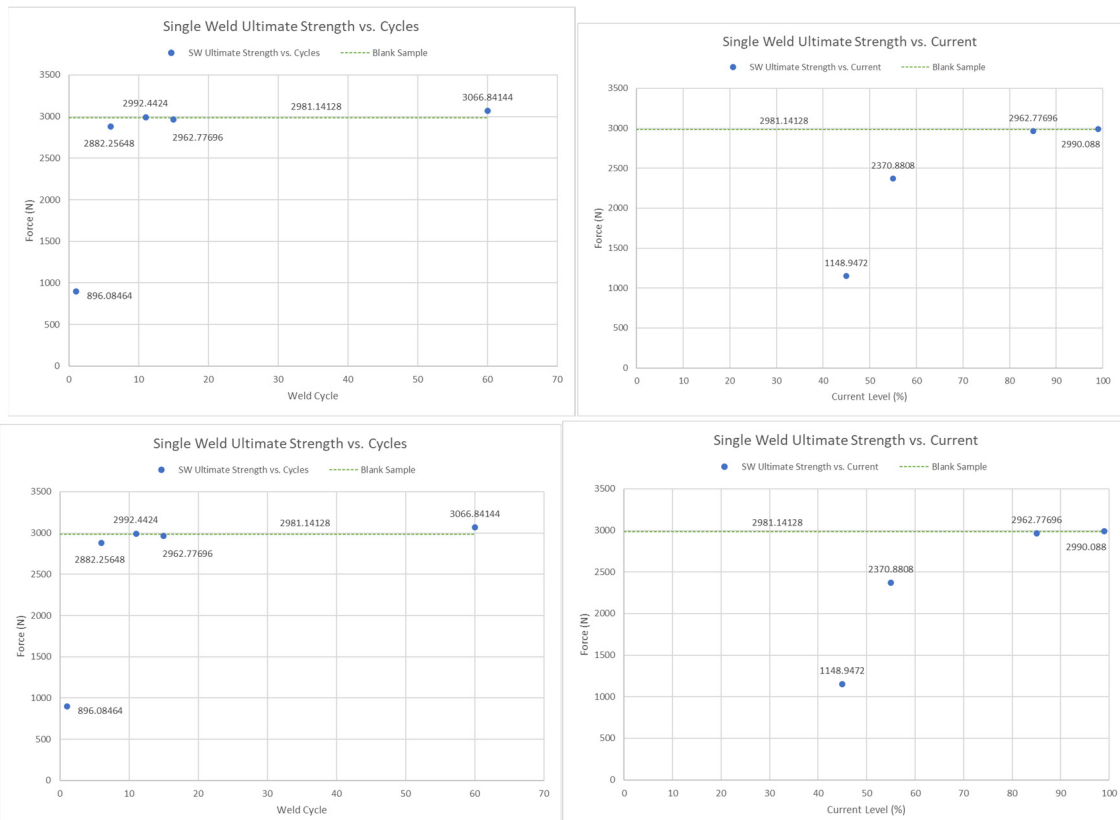 Single Weld Ultimate Strength vs. Cycles
SW Ultimate Strength vs. Cycles Blank Sample
Force (N)
3500
3000
2500
2000
1500
1000
500
0
2992.4424
2981.14128
3066.84144
2882.25648
2962.77696
896.08464
0 10 20 30 40 50 60 70
Weld Cycle
Single Weld Ultimate Strength vs. Current
SW Ultimate Strength vs. Current Blank Sample
Force (N)
3500
3000
2500
2000
1500
1000
500
0
2981.14128
2962.77696
2990.088
2370.8808
1148.9472
0 10 20 30 40 50 60 70 80 90 100
Current Level (%)
Single Weld Ultimate Strength vs. Cycles
SW Ultimate Strength vs. Cycles Blank Sample
Force (N)
3500
3000
2500
2000
1500
1000
500
0
2992.4424
2981.14128
3066.84144
2882.25648
2962.77696
896.08464
0 10 20 30 40 50 60 70
Weld Cycle
Single Weld Ultimate Strength vs. Current
SW Ultimate Strength vs. Current Blank Sample
Force (N)
3500
3000
2500
2000
1500
1000
500
0
2981.14128
2962.77696
2990.088
2370.8808
1148.9472
0 10 20 30 40 50 60 70 80 90 100
Current Level (%)